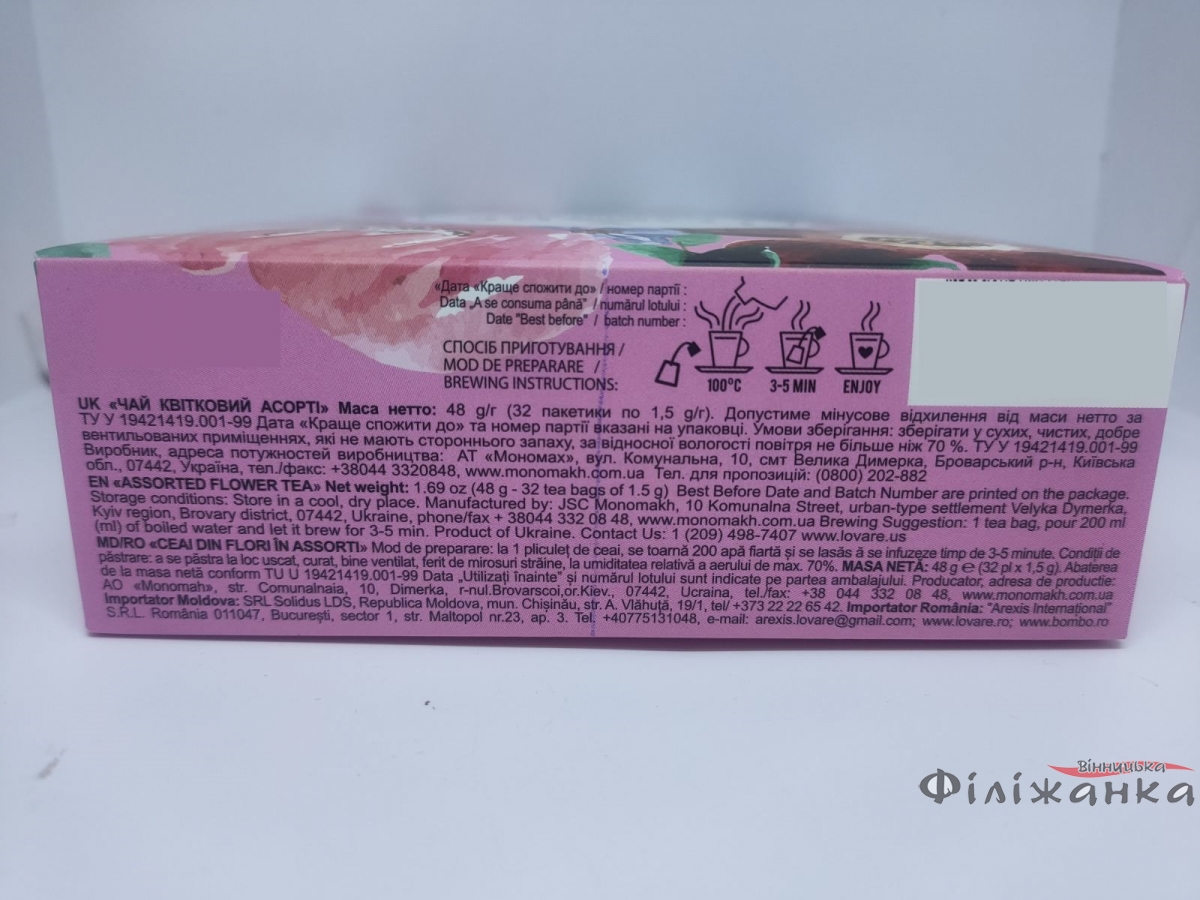 «Дата «Краще спожити до» / номер партії :
Data „A se consuma până" / numărul lotului :
Date "Best before" / batch number :
СПОСІБ ПРИГОТУВАННЯ /
MOD DE PREPARARE /
BREWING INSTRUCTIONS:
100°C 3-5 MIN ENJOY
UK «ЧАЙ КВІТКОВИЙ АСОРТІ» Маса нетто: 48 g/г (32 пакетики по 1,5 g/г). Допустиме мінусове відхилення від маси нетто за
ТУ У 19421419.001-99 Дата «Краще спожити до» та номер партії вказані на упаковці. Умови зберігання: зберігати у сухих, чистих, добре
вентильованих приміщеннях, які не мають стороннього запаху, за відносної вологості повітря не більше ніж 70 %. ТУ У 19421419.001-99
Виробник, адреса потужностей виробництва: АТ «Мономах», вул. Комунальна, 10, смт Велика Димерка, Броварський р-н, Київська
обл., 07442, Україна, тел./факс: +38044 3320848, www.monomakh.com.ua Тел. для пропозицій: (0800) 202-882
EN «ASSORTED FLOWER TEA» Net weight: 1.69 oz (48 g - 32 tea bags of 1.5 g) Best Before Date and Batch Number are printed on the package.
Storage conditions: Store in a cool, dry place. Manufactured by: JSC Monomakh, 10 Komunalna Street, urban-type settlement Velyka Dymerka,
Kyiv region, Brovary district, 07442, Ukraine, phone/fax + 38044 332 08 48, www.monomakh.com.ua Brewing Suggestion: 1 tea bag, pour 200 ml
(ml) of boiled water and let it brew for 3-5 min. Product of Ukraine. Contact Us: 1 (209) 498-7407 www.lovare.us
MD/RO «CEAI DIN FLORI ÎN ASSORTI» Mod de preparare: la 1 pliculeț de ceai, se toarnă 200 apă fiartă și se lasăs ă se infuzeze timp de 3-5 minute. Condiții de
păstrare: a se păstra la loc uscat, curat, bine ventilat, ferit de mirosuri străine, la umiditatea relativă a aerului de max. 70%. MASA NETĂ: 48 g e (32 pl x 1,5 g). Abaterea
de la masa netă conform TU U 19421419.001-99 Data „Utilizați înainte" și numărul lotului sunt indicate pe partea ambalajului. Producator, adresa de productie:
AO «Monomah», str. Comunalnaia, 10, Dimerka, r-nul.Brovarscoi,or.Kiev., 07442, Ucraina, tel./fax: +38 044 332 08 48, www.monomakh.com.ua
Importator Moldova: SRL Solidus LDS, Republica Moldova, mun. Chișinău, str. A. Vlăhuță, 19/1, tel/ +373 22 22 65 42. Importator România: "Arexis Internațional"
S.R.L. România 011047, București, sector 1, str. Maltopol nr.23, ap. 3. Tel: +40775131048, e-mail: arexis.lovare@gmail.com; www.lovare.ro; www.bombo.ro
Вінницька
Філіжанка